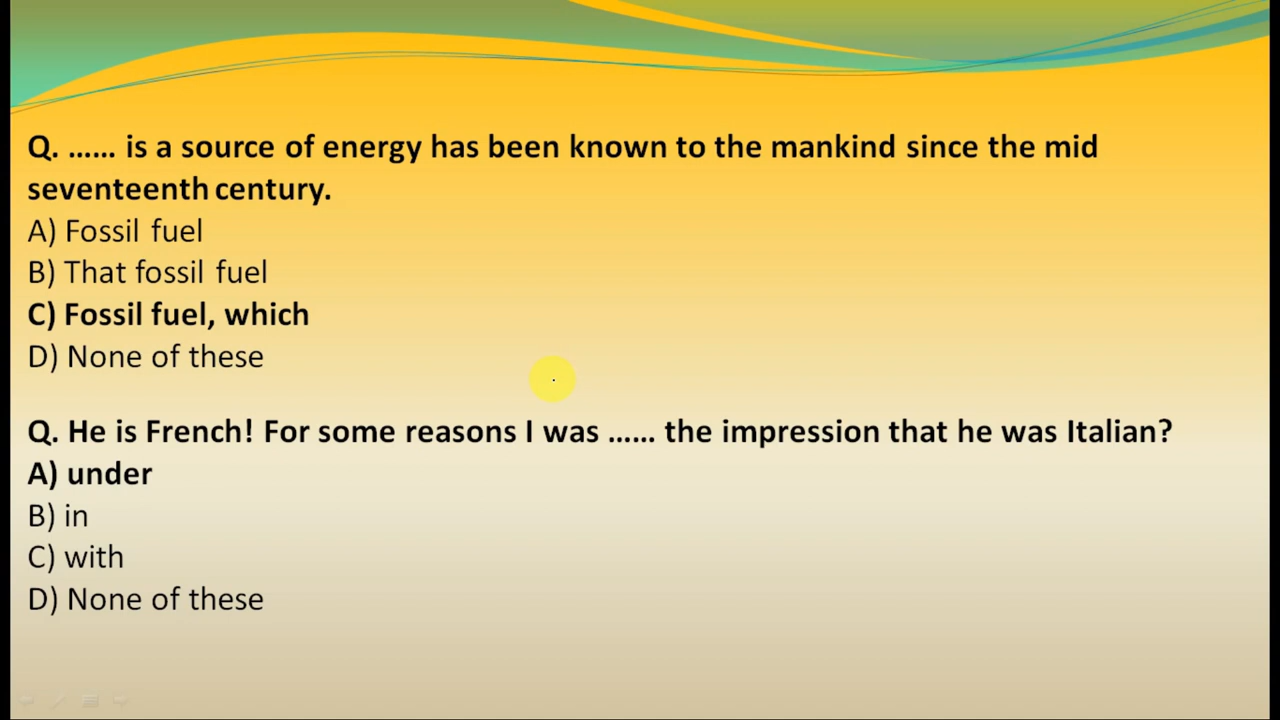 Q. ...... is a source of energy has been known to the mankind since the mid
seventeenth century.
A) Fossil fuel
B) That fossil fuel
C) Fossil fuel, which
D) None of these
Q. He is French! For some reasons I was ...... the impression that he was Italian?
A) under
B) in
C) with
D) None of these